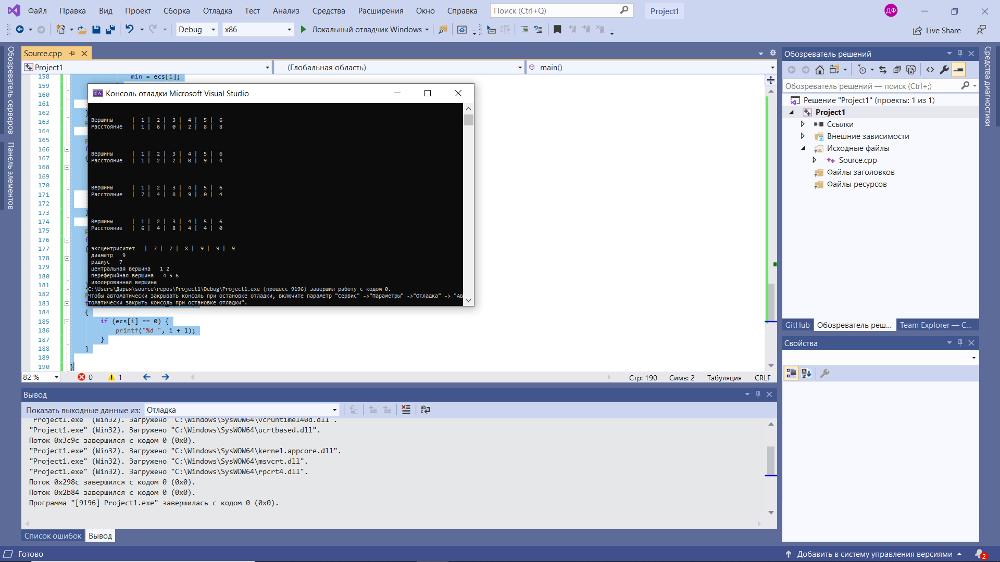 Файл Правка Вид Проект Сборка Отладка Тест Анализ Средства Расширения Окно Справка Поиск (Ctrl+Q) Project1 ДФ
Debug x86 Локальный отладчик Windows Live Share
Обозреватель серверов
Панель элементов
Source.cpp
Project1 (Глобальная область) main()
158 min = ecs[i];
159
160
161
162 }
163
164
165
166
167 {
168
169
170
171
172
173 }
174
175
176
177 {
178
179
180
181 }
182
183
184 {
185 if (ecs[i] == 0) {
186 printf("%d ", i + 1);
187 }
188 }
189
190 }
Консоль отладки Microsoft Visual Studio
Вершины | 1 | 2 | 3 | 4 | 5 | 6
Расстояние | 1 | 6 | 0 | 2 | 8 | 8
Вершины | 1 | 2 | 3 | 4 | 5 | 6
Расстояние | 1 | 2 | 2 | 0 | 9 | 4
Вершины | 1 | 2 | 3 | 4 | 5 | 6
Расстояние | 7 | 4 | 8 | 9 | 0 | 4
Вершины | 1 | 2 | 3 | 4 | 5 | 6
Расстояние | 6 | 4 | 8 | 4 | 4 | 0
эксцентриситет | 7 | 7 | 8 | 9 | 9 | 9
диаметр 9
радиус 7
центральная вершина 1 2
переферийная вершина 4 5 6
изолированная вершина
C:\Users\Дарья\source\repos\Project1\Debug\Project1.exe (процесс 9196) завершил работу с кодом 0.
Чтобы автоматически закрывать консоль при остановке отладки, включите параметр "Сервис" ->"Параметры" ->"Отладка" -> "Ав
томатически закрыть консоль при остановке отладки".
82 % 0 1 Стр: 190 Симв: 2 Табуляция CRLF
Вывод
Показать выходные данные из: Отладка
"Project1.exe" (Win32). Загружено "C:\Windows\SysWOW64\vcruntime140d.dll".
"Project1.exe" (Win32). Загружено "C:\Windows\SysWOW64\ucrtbased.dll".
Поток 0x3c9c завершился с кодом 0 (0x0).
"Project1.exe" (Win32). Загружено "C:\Windows\SysWOW64\kernel.appcore.dll".
"Project1.exe" (Win32). Загружено "C:\Windows\SysWOW64\msvcrt.dll".
"Project1.exe" (Win32). Загружено "C:\Windows\SysWOW64\rpcrt4.dll".
Поток 0x298c завершился с кодом 0 (0x0).
Поток 0x2b84 завершился с кодом 0 (0x0).
Программа "[9196] Project1.exe" завершилась с кодом 0 (0x0).
Список ошибок Вывод
Обозреватель решений
Обозреватель решений — поиск (Ctrl+;)
Решение "Project1" (проекты: 1 из 1)
Project1
Ссылки
Внешние зависимости
Исходные файлы
Source.cpp
Файлы заголовков
Файлы ресурсов
GitHub Обозреватель реш... Team Explorer — С...
Свойства
Средства диагностики
Готово Добавить в систему управления версиями 2